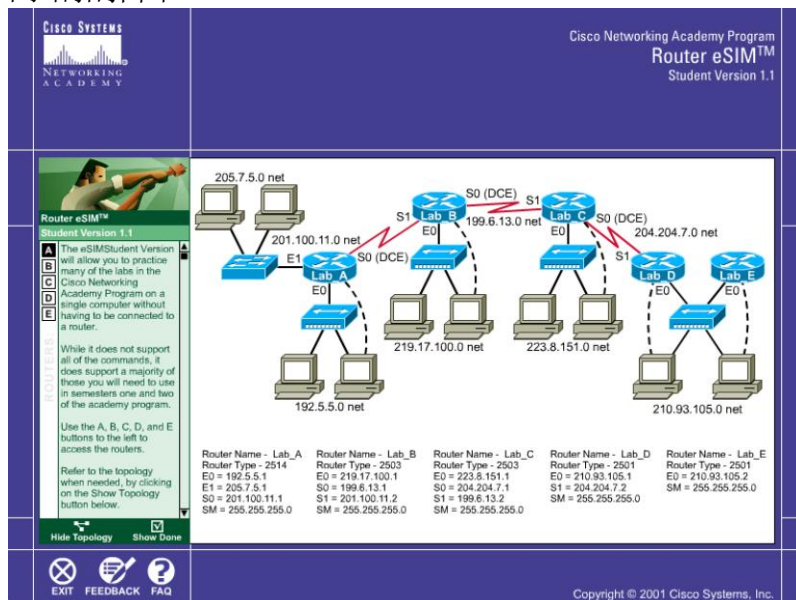 CISCO SYSTEMS
NETWORKING
ACADEMY
Cisco Networking Academy Program
Router eSIM™
Student Version 1.1
Router eSIM™
Student Version 1.1
A
B
C
D
E
ROUTERS
The eSIMStudent Version
will allow you to practice
many of the labs in the
Cisco Networking
Academy Program on a
single computer without
having to be connected to
a router.
While it does not support
all of the commands, it
does support a majority of
those you will need to use
in semesters one and two
of the academy program.
Use the A, B, C, D, and E
buttons to the left to
access the routers.
Refer to the topology
when needed, by clicking
on the Show Topology
button below.
Hide Topology
Show Done
205.7.5.0 net
201.100.11.0 net
E1
Lab A
S0 (DCE)
E0
192.5.5.0 net
S1
Lab B
S0 (DCE)
E0
199.6.13.0 net
219.17.100.0 net
S1
Lab C
S0 (DCE)
E0
223.8.151.0 net
204.204.7.0 net
S1
Lab D
E0
Lab E
E0
210.93.105.0 net
Router Name - Lab_A
Router Type - 2514
E0 = 192.5.5.1
E1 = 205.7.5.1
S0 = 201.100.11.1
SM = 255.255.255.0
Router Name - Lab_B
Router Type - 2503
E0 = 219.17.100.1
S0 = 199.6.13.1
S1 = 201.100.11.2
SM = 255.255.255.0
Router Name - Lab_C
Router Type - 2503
E0 = 223.8.151.1
S0 = 204.204.7.1
S1 = 199.6.13.2
SM = 255.255.255.0
Router Name - Lab_D
Router Type - 2501
E0 = 210.93.105.1
S1 = 204.204.7.2
SM = 255.255.255.0
Router Name - Lab_E
Router Type - 2501
E0 = 210.93.105.2
SM = 255.255.255.0
EXIT
FEEDBACK
FAQ
Copyright © 2001 Cisco Systems, Inc.